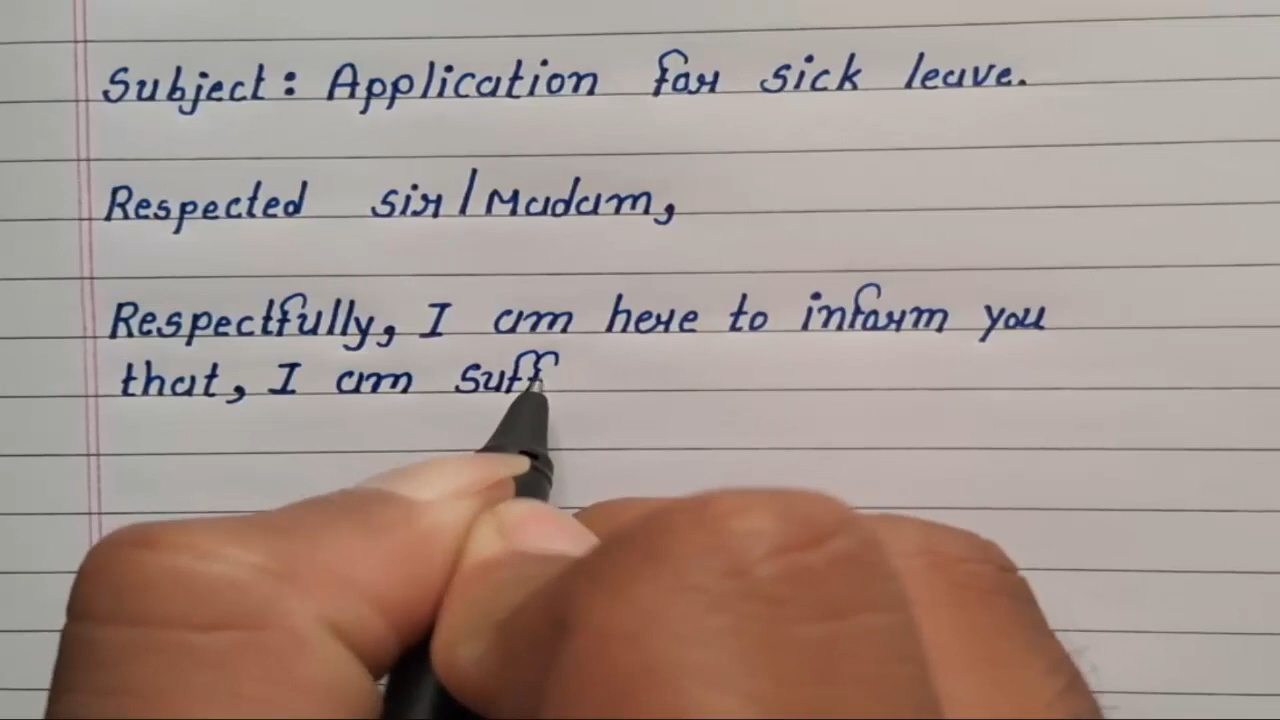 Subject: Application for sick leave.
Respected sir/Madam,
Respectfully, I am here to inform you
that, I am suff